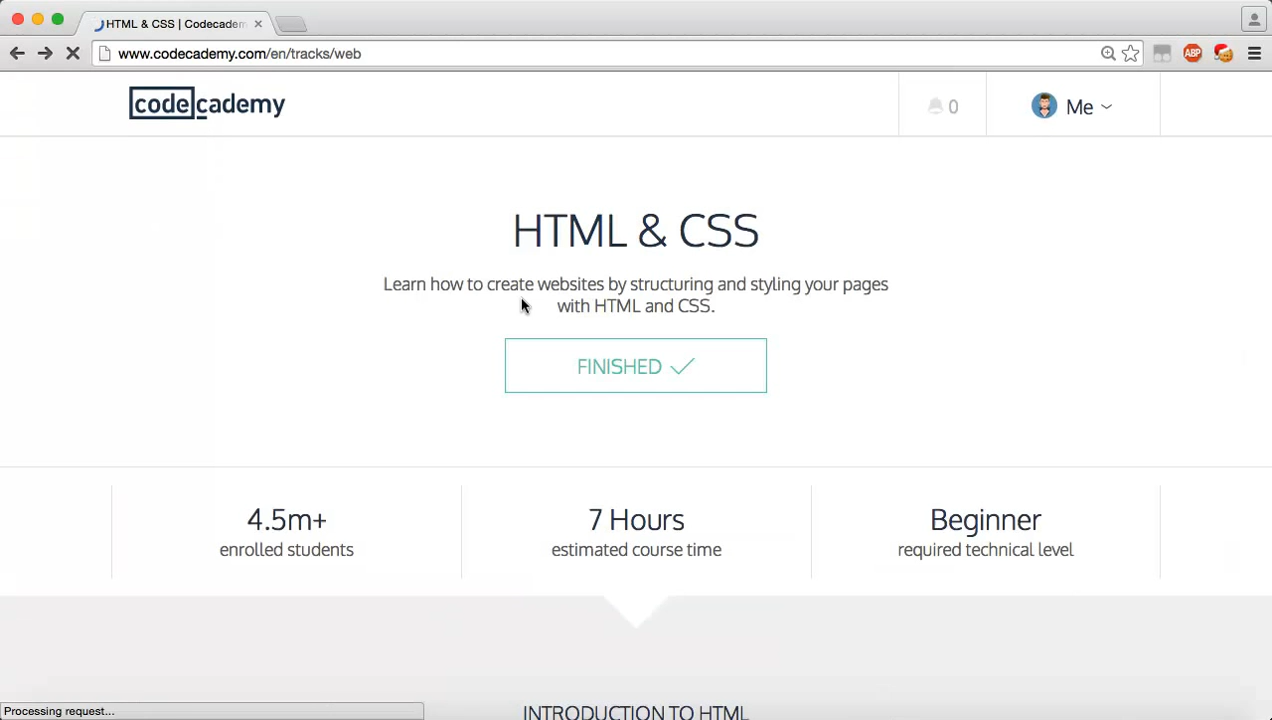 HTML & CSS | Codecadem
www.codecademy.com/en/tracks/web
ABP
codecademy
0
Me
HTML & CSS
Learn how to create websites by structuring and styling your pages
with HTML and CSS.
FINISHED
4.5m+
enrolled students
7 Hours
estimated course time
Beginner
required technical level
INTRODUCTION TO HTML
Processing request...